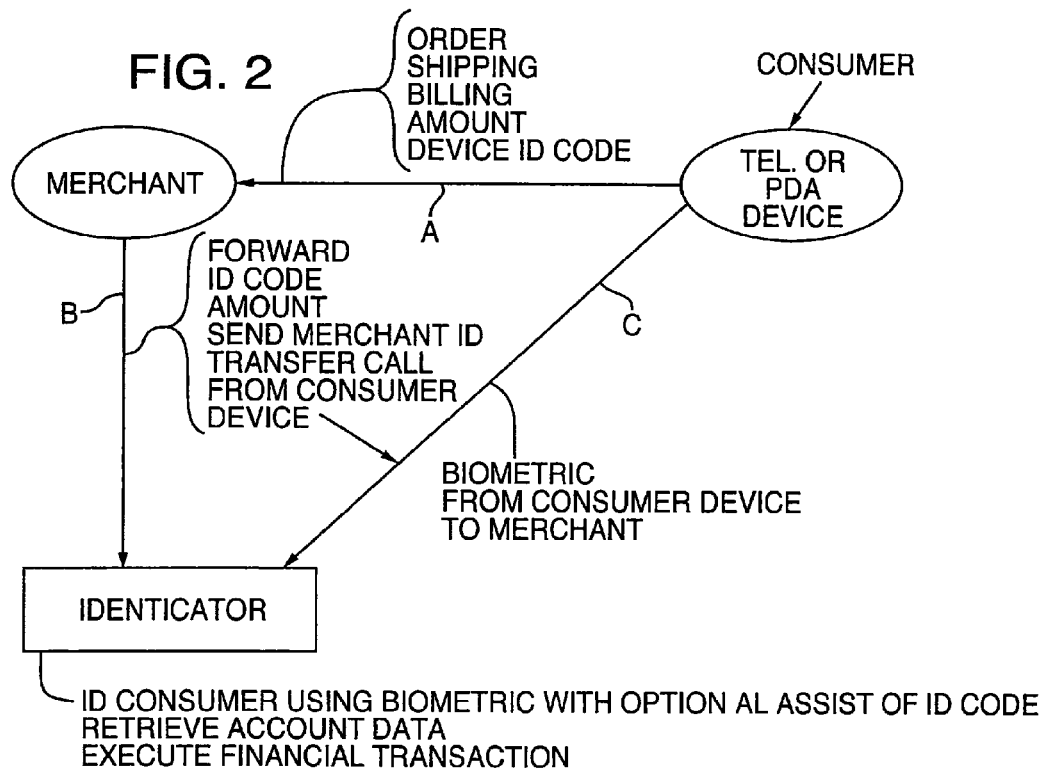 FIG. 2
ORDER
SHIPPING
BILLING
AMOUNT
DEVICE ID CODE
CONSUMER
MERCHANT
TEL. OR
PDA
DEVICE
A
B
FORWARD
ID CODE
AMOUNT
SEND MERCHANT ID
TRANSFER CALL
FROM CONSUMER
DEVICE
C
BIOMETRIC
FROM CONSUMER DEVICE
TO MERCHANT
IDENTICATOR
ID CONSUMER USING BIOMETRIC WITH OPTION AL ASSIST OF ID CODE
RETRIEVE ACCOUNT DATA
EXECUTE FINANCIAL TRANSACTION